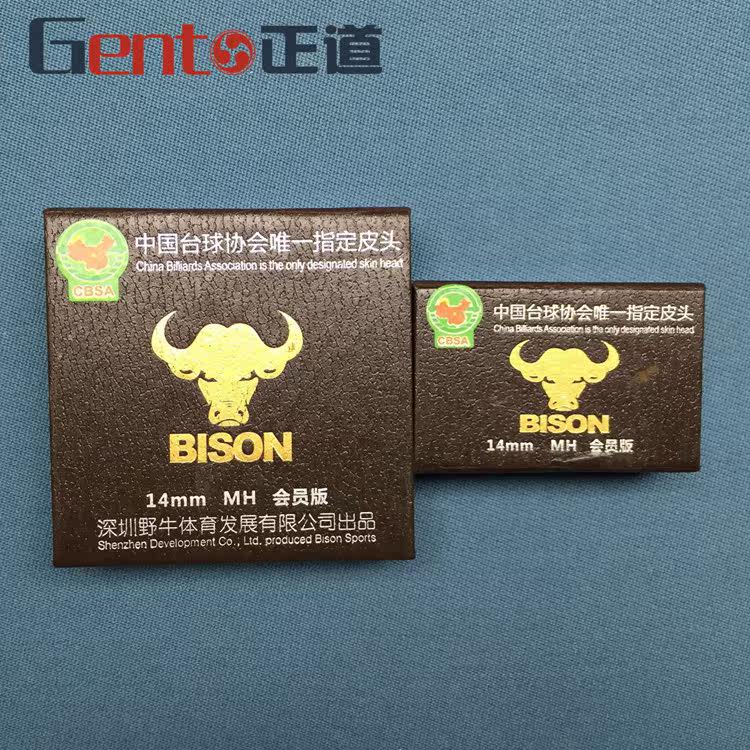 Gento正道
中国台球协会唯一指定皮头
China Billiards Association is the only designated skin head
CBSA
BISON
14mm MH 会员版
深圳野牛体育发展有限公司出品
Shenzhen Development Co., Ltd. produced Bison Sports
中国台球协会唯一指定皮头
China Billiards Association is the only designated skin head
CBSA
BISON
14mm MH 会员版